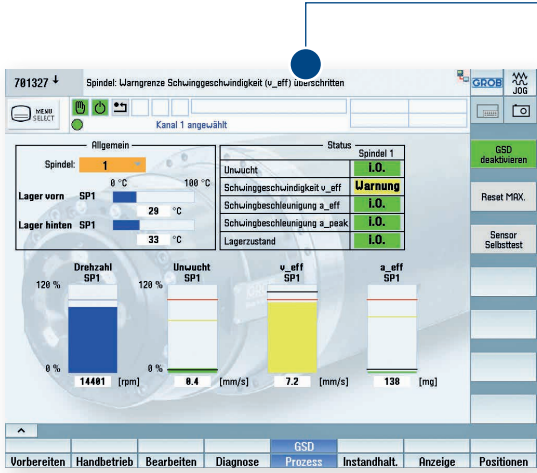 701327 ↓ Spindel: Warngrenze Schwinggeschwindigkeit (v_eff) überschritten GROB JOG
MENU SELECT
Kanal 1 angewählt
Allgemein
Spindel: 1
0 °C 100 °C
Lager vorn SP1
29 °C
Lager hinten SP1
33 °C
Status
Spindel 1
Unwucht i.O.
Schwinggeschwindigkeit v_eff Warnung
Schwingbeschleunigung a_eff i.O.
Schwingbeschleunigung a_peak i.O.
Lagerzustand i.O.
GSD deaktivieren
Reset MAX.
Sensor Selbsttest
Drehzahl SP1
120 %
0 %
14401 [rpm]
Unwucht SP1
120 %
0 %
0.4 [mm/s]
v_eff SP1
7.2 [mm/s]
a_eff SP1
138 [mg]
GSD
Vorbereiten Handbetrieb Bearbeiten Diagnose Prozess Instandhalt. Anzeige Positionen